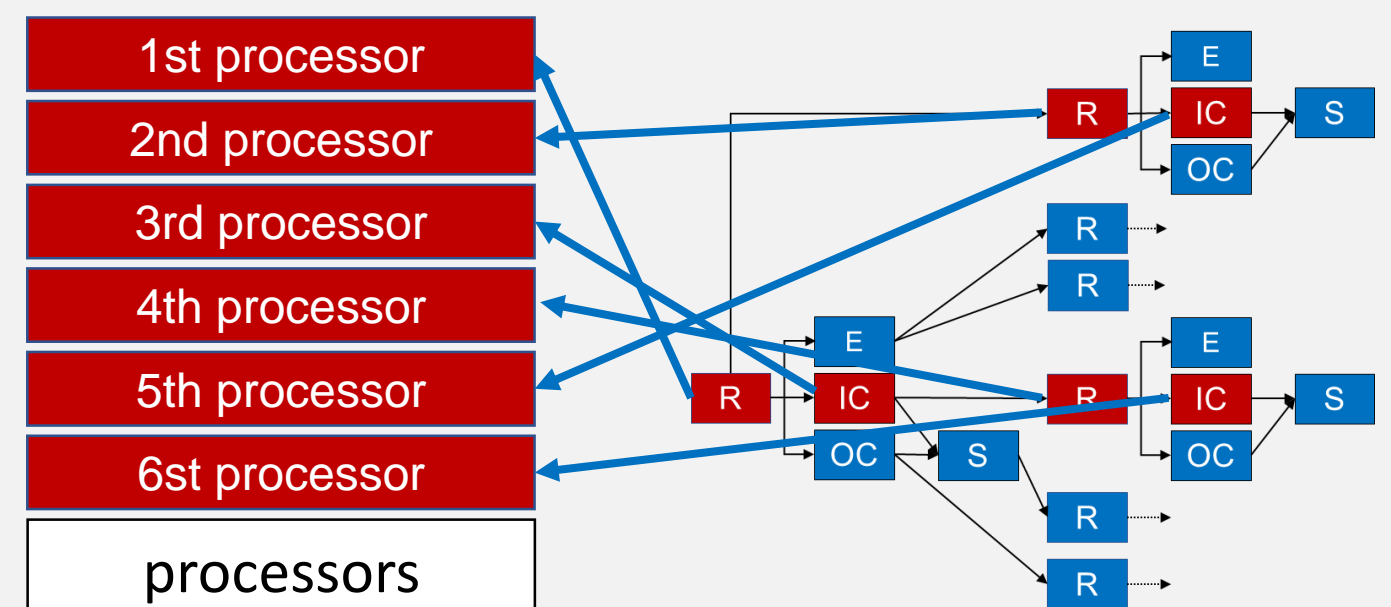 1st processor
2nd processor
3rd processor
4th processor
5th processor
6st processor
processors
E
R
IC
S
OC
R
R
E
E
R
IC
R
IC
S
OC
S
OC
R
R